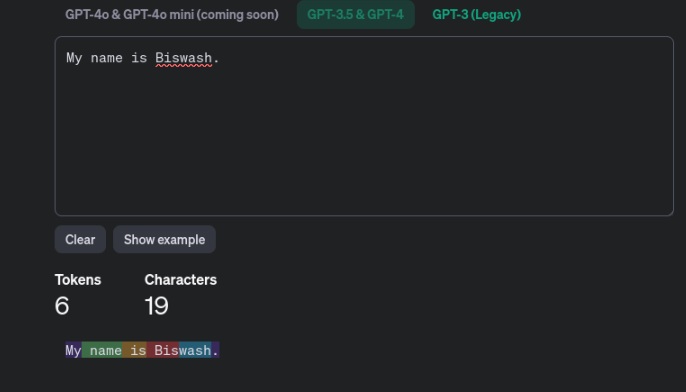 GPT-4o & GPT-4o mini (coming soon) GPT-3.5 & GPT-4 GPT-3 (Legacy)
My name is Biswash.
Clear Show example
Tokens Characters
6 19
My name is Biswash.